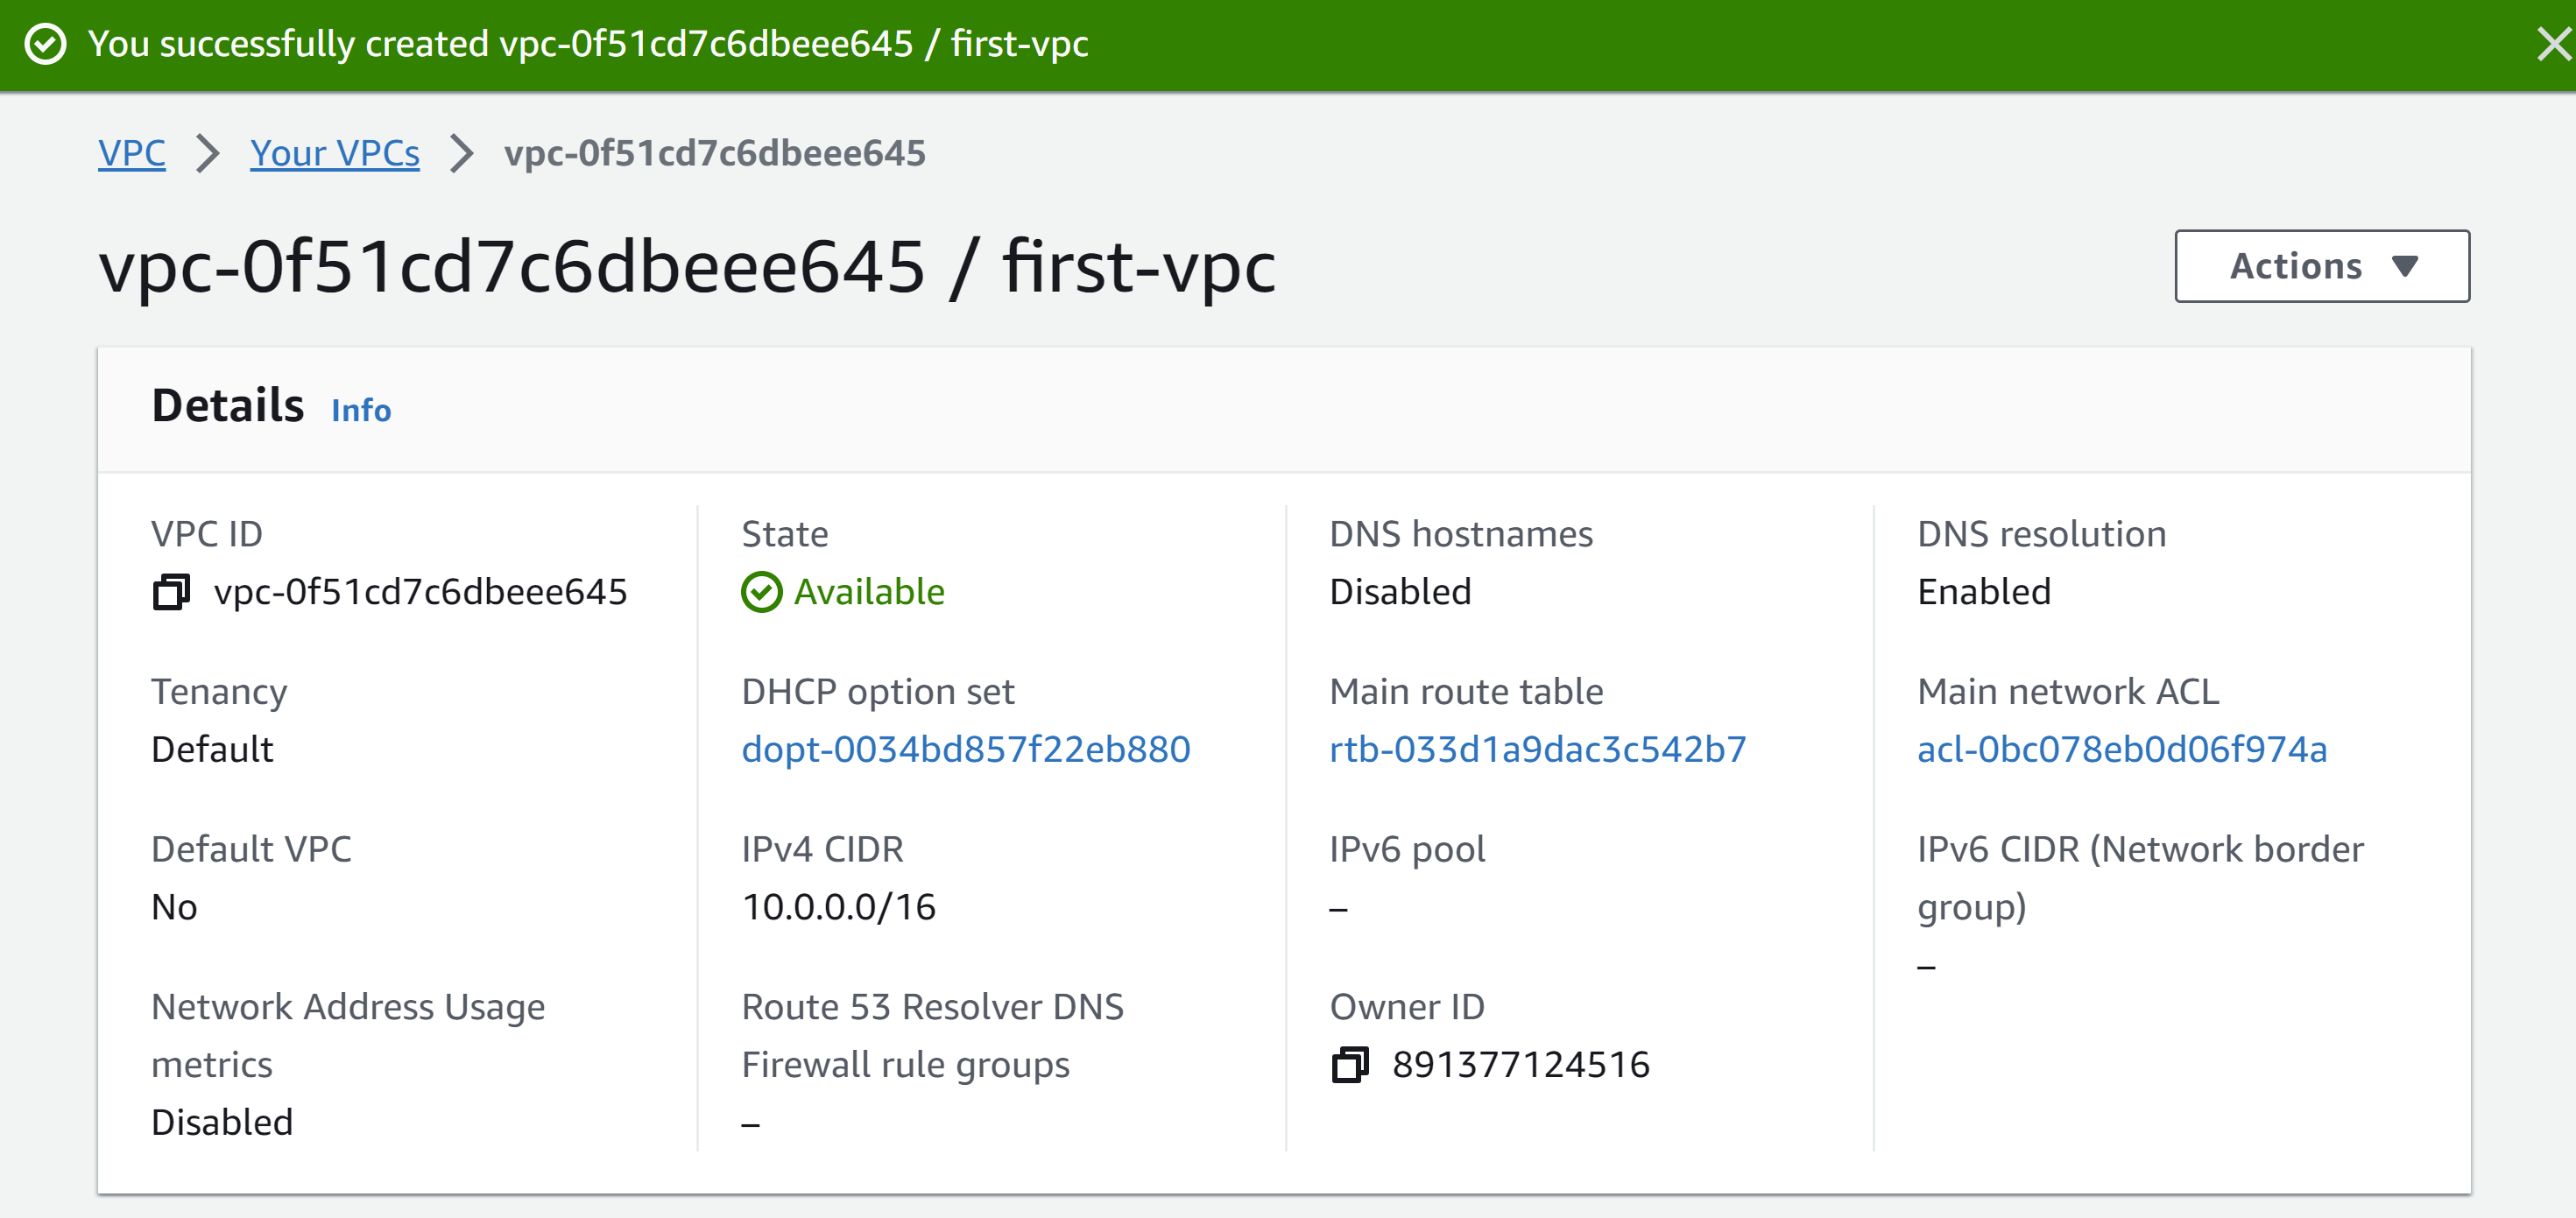 You successfully created vpc-0f51cd7c6dbeee645 / first-vpc
VPC > Your VPCs > vpc-0f51cd7c6dbeee645
vpc-0f51cd7c6dbeee645 / first-vpc
Actions
Details Info
VPC ID
vpc-0f51cd7c6dbeee645
State
Available
DNS hostnames
Disabled
DNS resolution
Enabled
Tenancy
Default
DHCP option set
dopt-0034bd857f22eb880
Main route table
rtb-033d1a9dac3c542b7
Main network ACL
acl-0bc078eb0d06f974a
Default VPC
No
IPv4 CIDR
10.0.0.0/16
IPv6 pool
–
IPv6 CIDR (Network border
group)
–
Network Address Usage
metrics
Disabled
Route 53 Resolver DNS
Firewall rule groups
–
Owner ID
891377124516